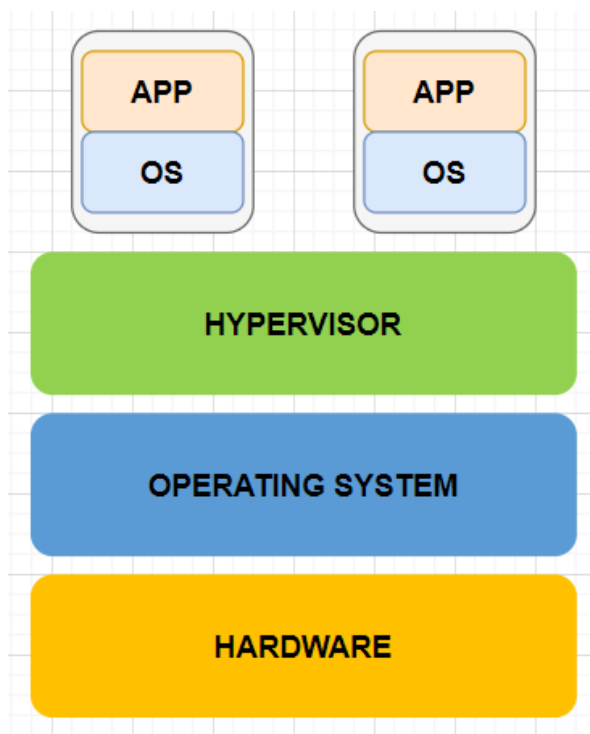 APP
OS
APP
OS
HYPERVISOR
OPERATING SYSTEM
HARDWARE